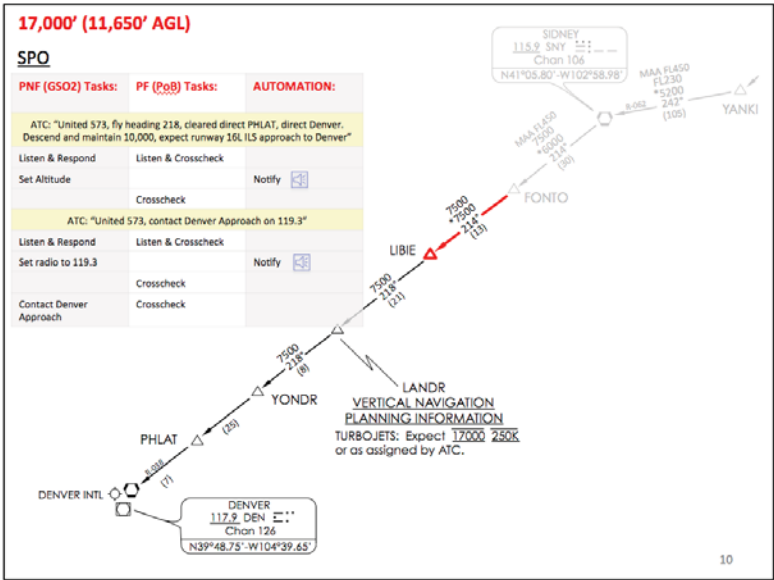 17,000' (11,650' AGL)
SPO
PNF (GSO2) Tasks: PF (PoB) Tasks: AUTOMATION:
ATC: "United 573, fly heading 218, cleared direct PHLAT, direct Denver.
Descend and maintain 10,000, expect runway 16L ILS approach to Denver"
Listen & Respond Listen & Crosscheck
Set Altitude Notify
Crosscheck
ATC: "United 573, contact Denver Approach on 119.3"
Listen & Respond Listen & Crosscheck
Set radio to 119.3 Notify
Crosscheck
Contact Denver Crosscheck
Approach
SIDNEY
115.9 SNY
Chan 106
N41°05.80'-W102°58.98'
MAA FL450
FL230
*5200
242°
(105)
R-062
YANKI
MAA FL450
7500
*6000
214°
(30)
FONTO
7500
*7500
214°
(13)
LIBIE
7500
218°
(21)
LANDR
VERTICAL NAVIGATION
PLANNING INFORMATION
TURBOJETS: Expect 17000 250K
or as assigned by ATC.
7500
218°
(8)
YONDR
(25)
PHLAT
R-038
(7)
DENVER INTL
DENVER
117.9 DEN
Chan 126
N39°48.75'-W104°39.65'
10